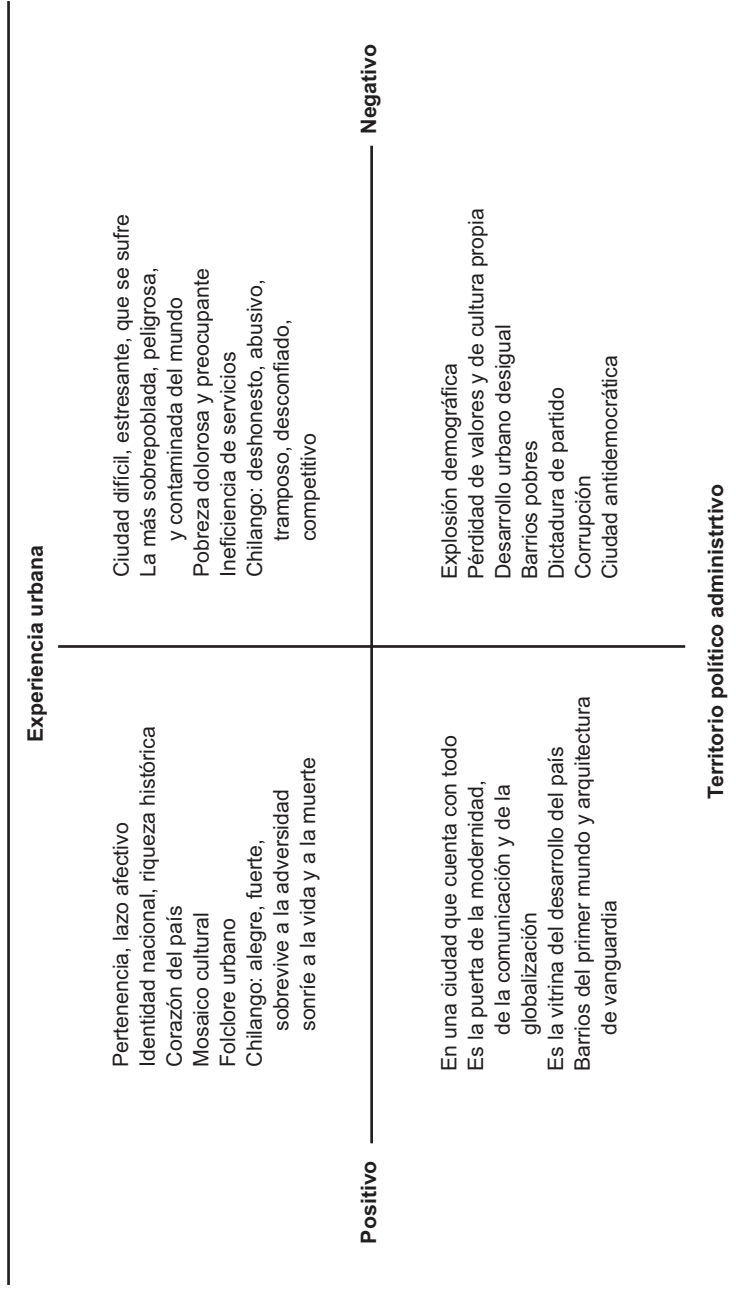 Experiencia urbana
Pertenencia, lazo afectivo
Identidad nacional, riqueza histórica
Corazón del país
Mosaico cultural
Folclore urbano
Chilango: alegre, fuerte,
sobrevive a la adversidad
sonríe a la vida y a la muerte
Ciudad difícil, estresante, que se sufre
La más sobrepoblada, peligrosa,
y contaminada del mundo
Pobreza dolorosa y preocupante
Ineficiencia de servicios
Chilango: deshonesto, abusivo,
tramposo, desconfiado,
competitivo
Positivo
Negativo
En una ciudad que cuenta con todo
Es la puerta de la modernidad,
de la comunicación y de la
globalización
Es la vitrina del desarrollo del país
Barrios del primer mundo y arquitectura
de vanguardia
Explosión demográfica
Pérdidad de valores y de cultura propia
Desarrollo urbano desigual
Barrios pobres
Dictadura de partido
Corrupción
Ciudad antidemocrática
Territorio político administrtivo